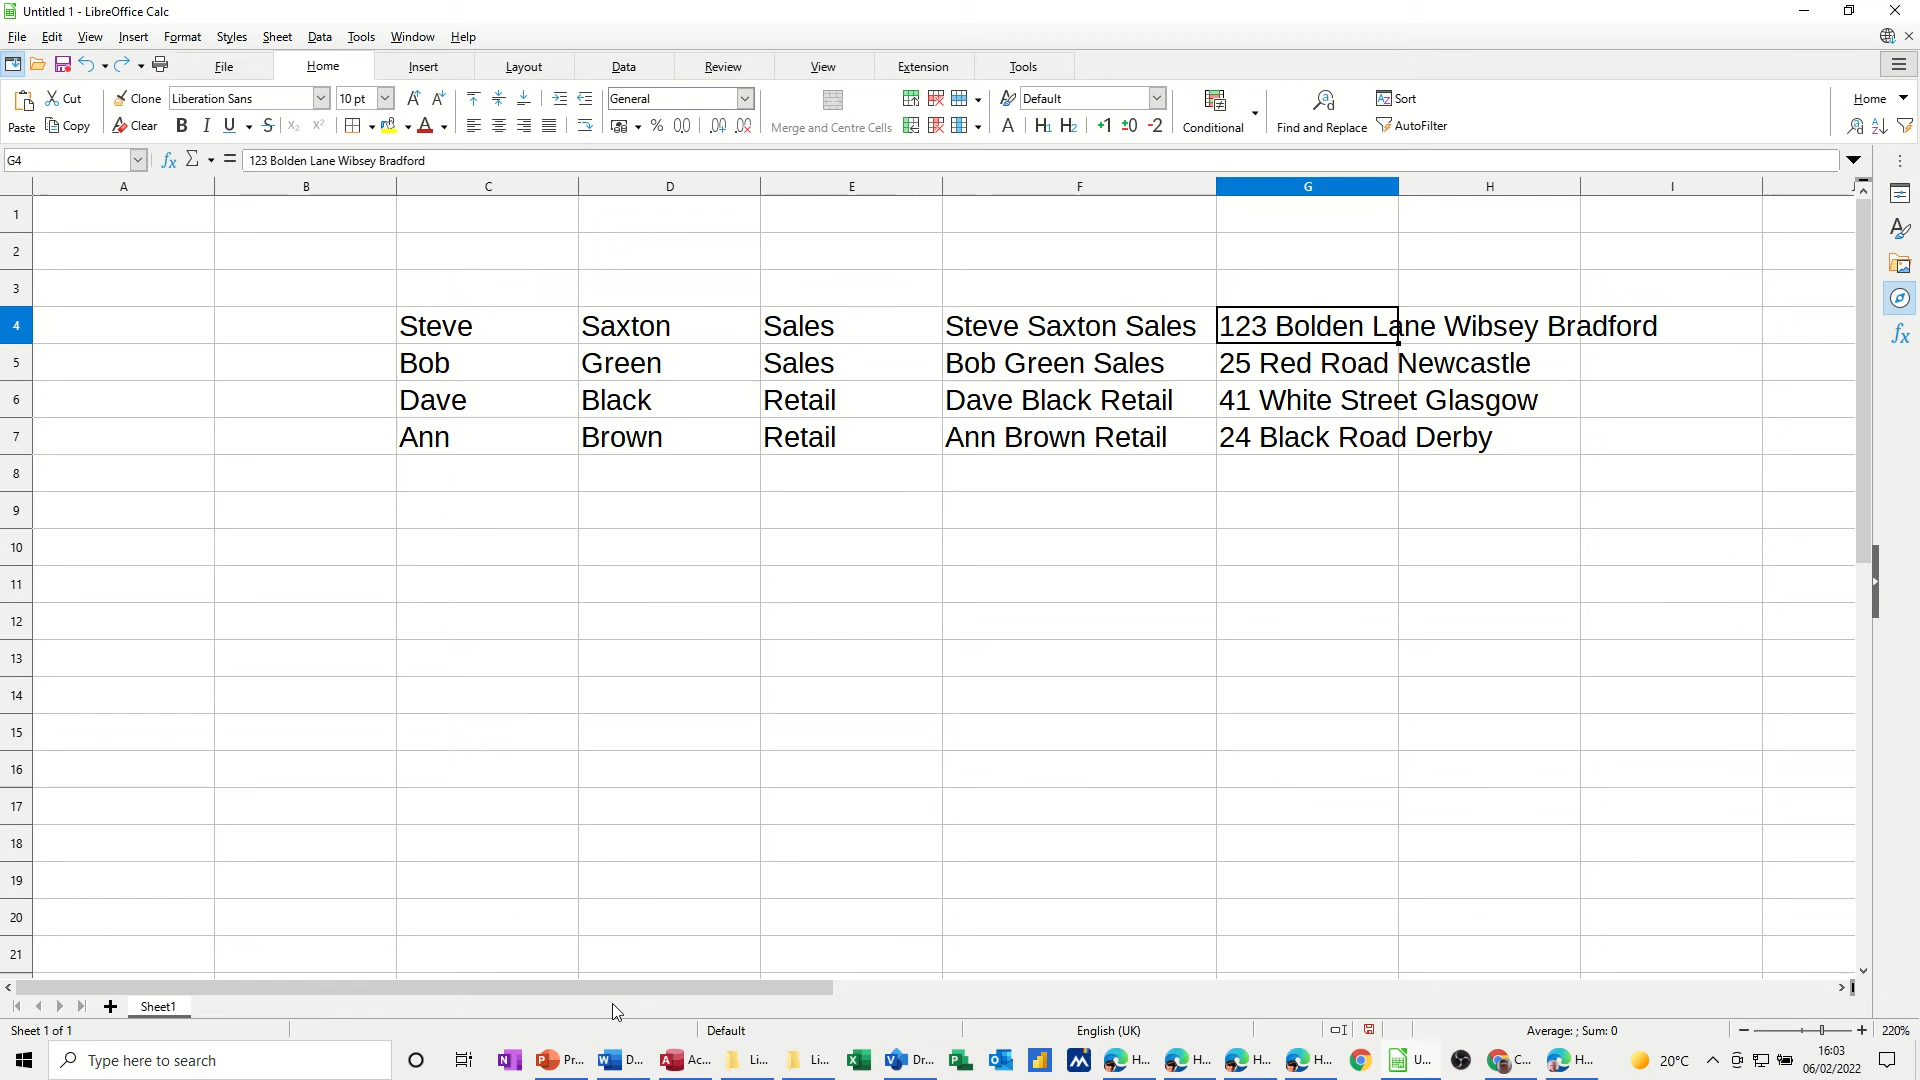 Untitled 1 - LibreOffice Calc
File Edit View Insert Format Styles Sheet Data Tools Window Help
File Home Insert Layout Data Review View Extension Tools
Paste Cut Clone Liberation Sans 10 pt General Merge and Centre Cells Default Conditional Find and Replace Sort Home
Copy Clear AutoFilter
G4 123 Bolden Lane Wibsey Bradford
A B C D E F G H I
1
2
3
4 Steve Saxton Sales Steve Saxton Sales 123 Bolden Lane Wibsey Bradford
5 Bob Green Sales Bob Green Sales 25 Red Road Newcastle
6 Dave Black Retail Dave Black Retail 41 White Street Glasgow
7 Ann Brown Retail Ann Brown Retail 24 Black Road Derby
8
9
10
11
12
13
14
15
16
17
18
19
20
21
Sheet1
Sheet 1 of 1 Default English (UK) Average: ; Sum: 0 220%
Type here to search Pr... D... Ac... Li... Li... Dr... H... H... H... H... U... C... H... 20°C 16:03
06/02/2022